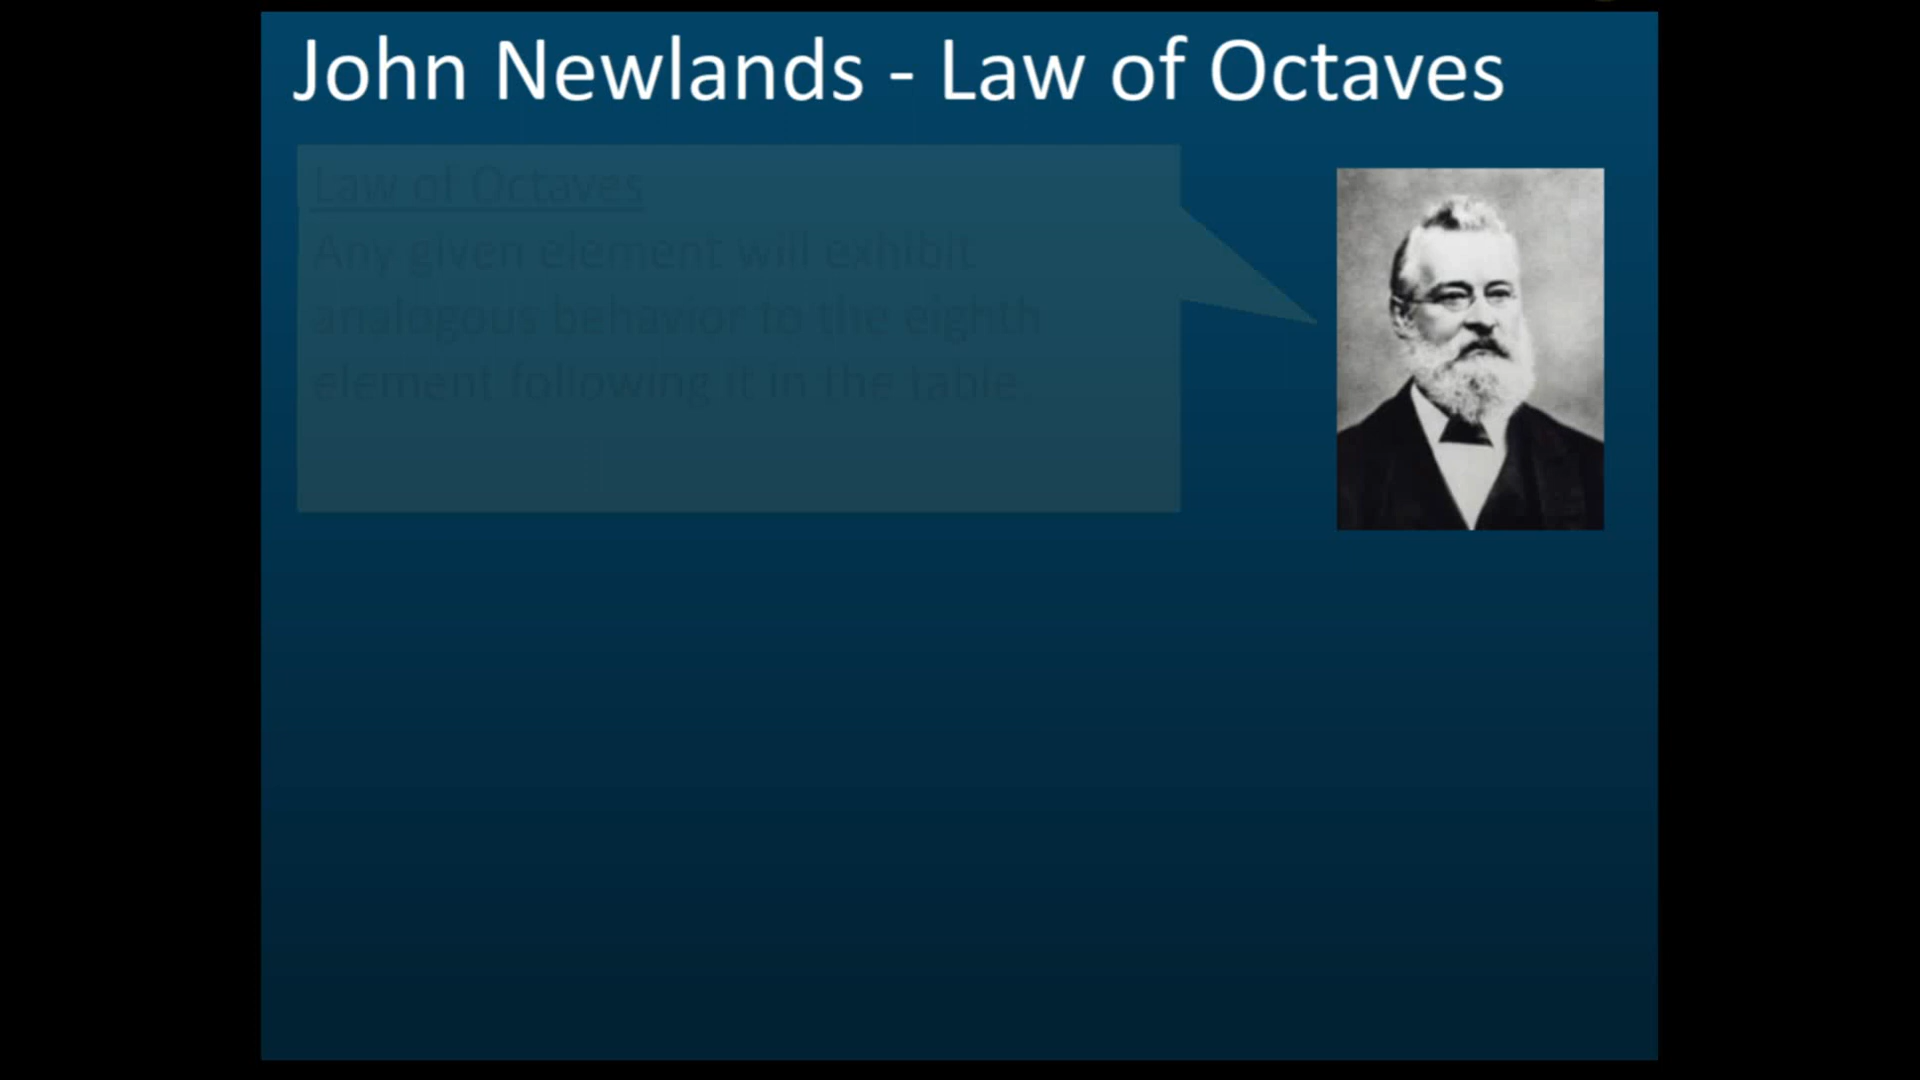 John Newlands - Law of Octaves
Law of Octaves
Any given element will exhibit
analogous behavior to the eighth
element following it in the table.